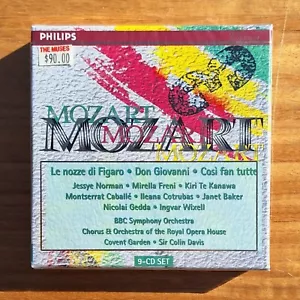 PHILIPS
THE MUSES
$90.00
MOZART
MOZART
MOZART
Le nozze di Figaro • Don Giovanni • Così fan tutte
Jessye Norman • Mirella Freni • Kiri Te Kanawa
Montserrat Caballé • Ileana Cotrubas • Janet Baker
Nicolai Gedda • Ingvar Wixell
BBC Symphony Orchestra
Chorus & Orchestra of the Royal Opera House
Covent Garden • Sir Colin Davis
9-CD SET